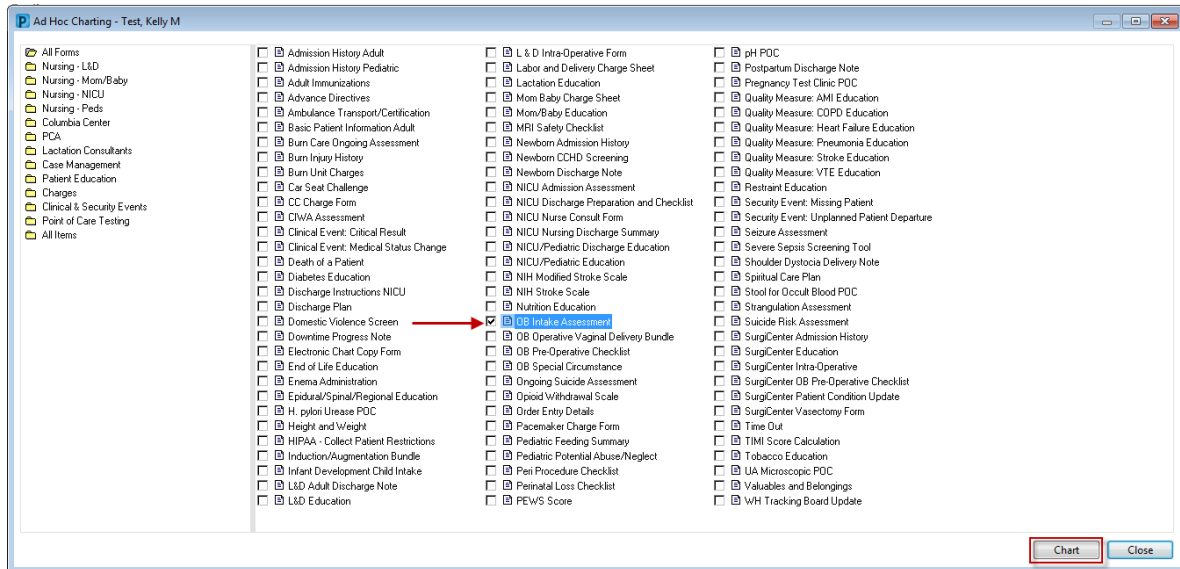 Ad Hoc Charting - Test, Kelly M
All Forms
Nursing - L&D
Nursing - Mom/Baby
Nursing - NICU
Nursing - Peds
Columbia Center
PCA
Lactation Consultants
Case Management
Patient Education
Charges
Clinical & Security Events
Point of Care Testing
All Items
Admission History Adult
Admission History Pediatric
Adult Immunizations
Advance Directives
Ambulance Transport/Certification
Basic Patient Information Adult
Burn Care Ongoing Assessment
Burn Injury History
Burn Unit Charges
Car Seat Challenge
CC Charge Form
CIWA Assessment
Clinical Event: Critical Result
Clinical Event: Medical Status Change
Death of a Patient
Diabetes Education
Discharge Instructions NICU
Discharge Plan
Domestic Violence Screen
Downtime Progress Note
Electronic Chart Copy Form
End of Life Education
Enema Administration
Epidural/Spinal/Regional Education
H. pylori Urease POC
Height and Weight
HIPAA - Collect Patient Restrictions
Induction/Augmentation Bundle
Infant Development Child Intake
L&D Adult Discharge Note
L&D Education
L & D Intra-Operative Form
Labor and Delivery Charge Sheet
Lactation Education
Mom Baby Charge Sheet
Mom/Baby Education
MRI Safety Checklist
Newborn Admission History
Newborn CCHD Screening
Newborn Discharge Note
NICU Admission Assessment
NICU Discharge Preparation and Checklist
NICU Nurse Consult Form
NICU Nursing Discharge Summary
NICU/Pediatric Discharge Education
NICU/Pediatric Education
NIH Modified Stroke Scale
NIH Stroke Scale
Nutrition Education
OB Intake Assessment
OB Operative Vaginal Delivery Bundle
OB Pre-Operative Checklist
OB Special Circumstance
Ongoing Suicide Assessment
Opioid Withdrawal Scale
Order Entry Details
Pacemaker Charge Form
Pediatric Feeding Summary
Pediatric Potential Abuse/Neglect
Peri Procedure Checklist
Perinatal Loss Checklist
PEWS Score
pH POC
Postpartum Discharge Note
Pregnancy Test Clinic POC
Quality Measure: AMI Education
Quality Measure: COPD Education
Quality Measure: Heart Failure Education
Quality Measure: Pneumonia Education
Quality Measure: Stroke Education
Quality Measure: VTE Education
Restraint Education
Security Event: Missing Patient
Security Event: Unplanned Patient Departure
Seizure Assessment
Severe Sepsis Screening Tool
Shoulder Dystocia Delivery Note
Spiritual Care Plan
Stool for Occult Blood POC
Strangulation Assessment
Suicide Risk Assessment
SurgiCenter Admission History
SurgiCenter Education
SurgiCenter Intra-Operative
SurgiCenter OB Pre-Operative Checklist
SurgiCenter Patient Condition Update
SurgiCenter Vasectomy Form
Time Out
TIMI Score Calculation
Tobacco Education
UA Microscopic POC
Valuables and Belongings
WH Tracking Board Update
Chart
Close